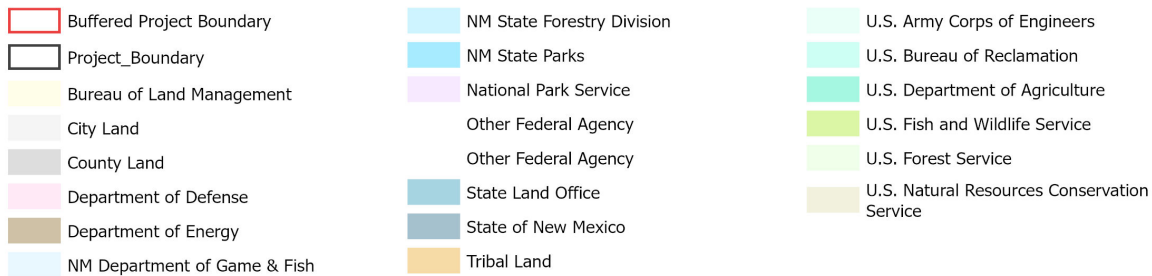 Buffered Project Boundary
Project_Boundary
Bureau of Land Management
City Land
County Land
Department of Defense
Department of Energy
NM Department of Game & Fish
NM State Forestry Division
NM State Parks
National Park Service
Other Federal Agency
Other Federal Agency
State Land Office
State of New Mexico
Tribal Land
U.S. Army Corps of Engineers
U.S. Bureau of Reclamation
U.S. Department of Agriculture
U.S. Fish and Wildlife Service
U.S. Forest Service
U.S. Natural Resources Conservation
Service